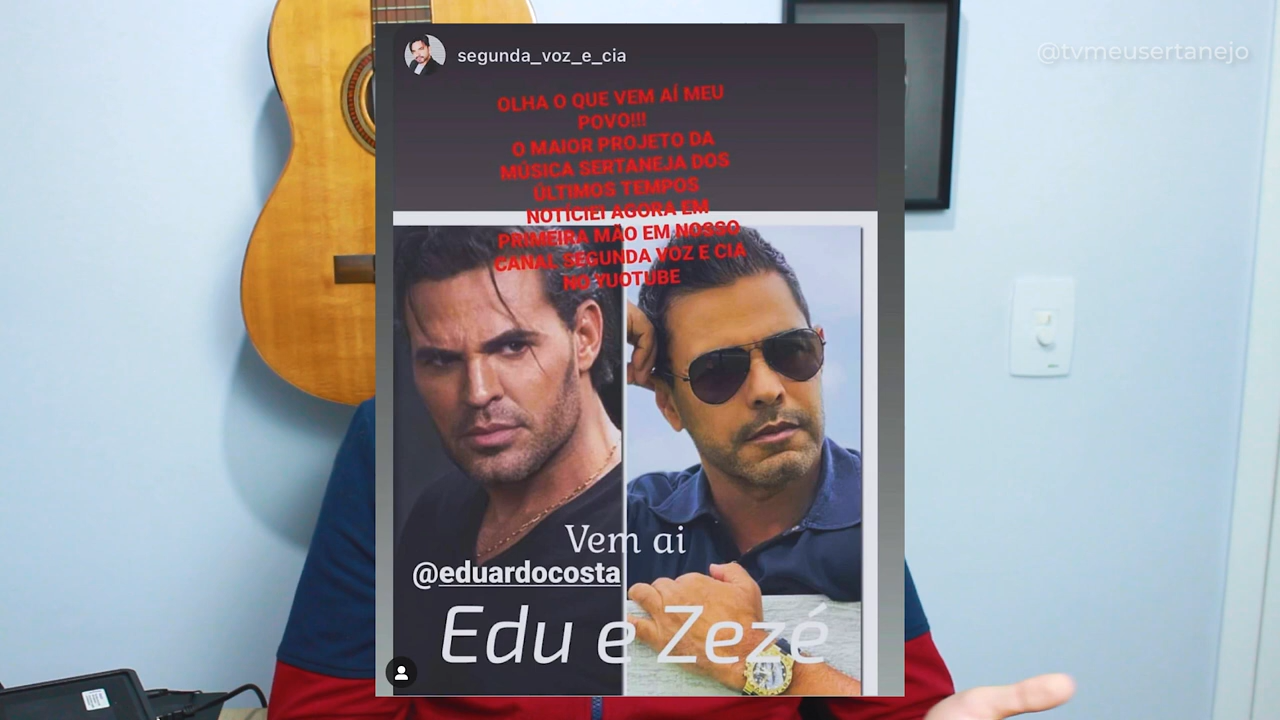 @tvmeusertanejo
segunda_voz_e_cia
OLHA O QUE VEM AÍ MEU
POVO!!!
O MAIOR PROJETO DA
MÚSICA SERTANEJA DOS
ÚLTIMOS TEMPOS
NOTÍCIEI AGORA EM
PRIMEIRA MÃO EM NOSSO
CANAL SEGUNDA VOZ E CIA
NO YUOTUBE
Vem ai
@eduardocosta
Edu e Zezé